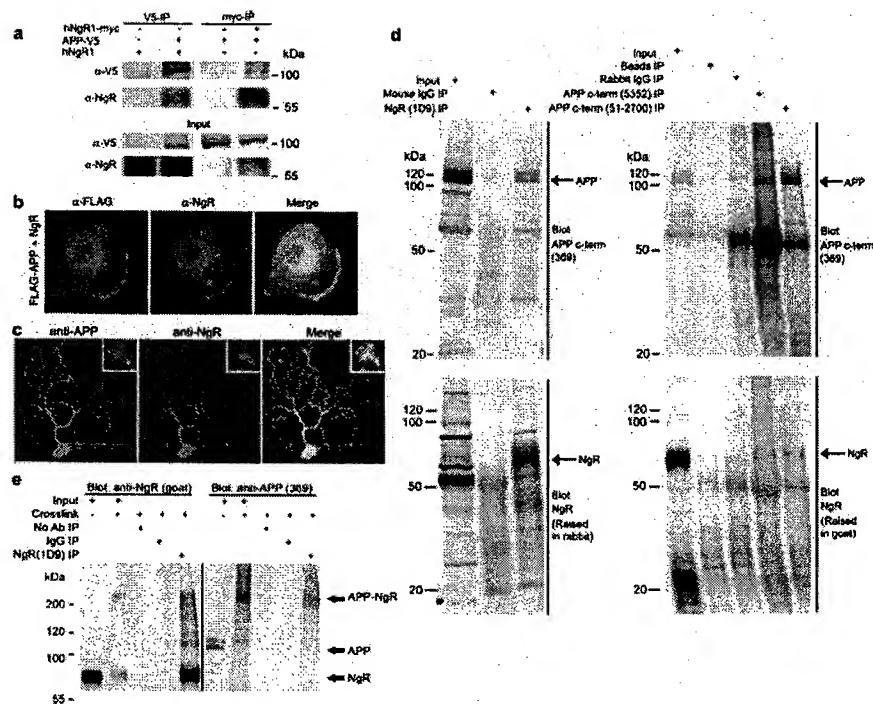 a
V5-IP myc-IP
hNgR1-myc - - - +
APP-V5 - + + +
hNgR1 + + - -
kDa
α-V5 100
α-NgR 55
Input
α-V5 100
α-NgR 55
b
α-FLAG α-NgR Merge
FLAG-APP + NgR
c
anti-APP anti-NgR Merge
d
Input +
Mouse IgG IP +
NgR (1D9) IP +
kDa
120
100
APP
50
Blot
APP c-term
(369)
20
120
100
NgR
50
Blot
NgR
(Raised
in rabbit)
20
Input +
Beads IP +
Rabbit IgG IP +
APP c-term (5352) IP +
APP c-term (51-2700) IP +
kDa
120
100
APP
50
Blot
APP c-term
(369)
20
120
100
NgR
50
Blot
NgR
(Raised
in goat)
20
e
Blot: anti-NgR (goat) Blot: anti-APP (369)
Input + + + +
Crosslink - + + + + - + + + +
No Ab IP + +
IgG IP + +
NgR(1D9) IP + +
kDa
200
120
100
55
APP-NgR
APP
NgR